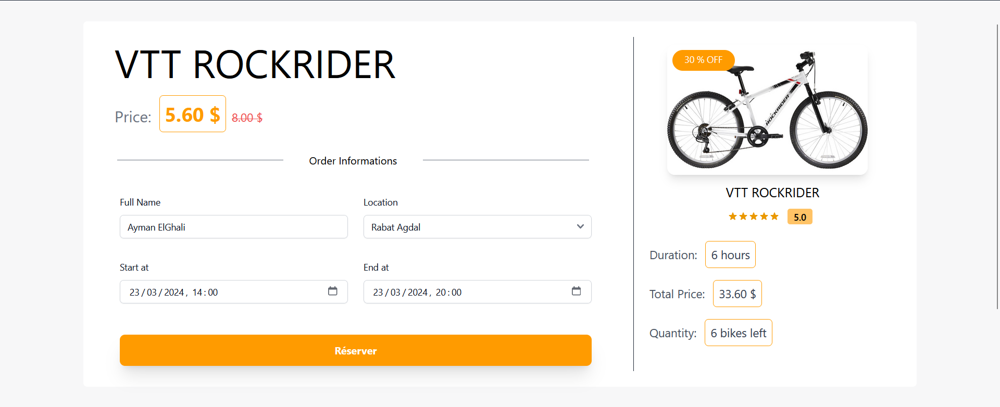 VTT ROCKRIDER
Price: 5.60 $ 8.00 $
Order Informations
Full Name
Ayman ElGhali
Location
Rabat Agdal
Start at
23/03/2024, 14:00
End at
23/03/2024, 20:00
Réserver
30 % OFF
ROCKRIDER
VTT ROCKRIDER
5.0
Duration: 6 hours
Total Price: 33.60 $
Quantity: 6 bikes left